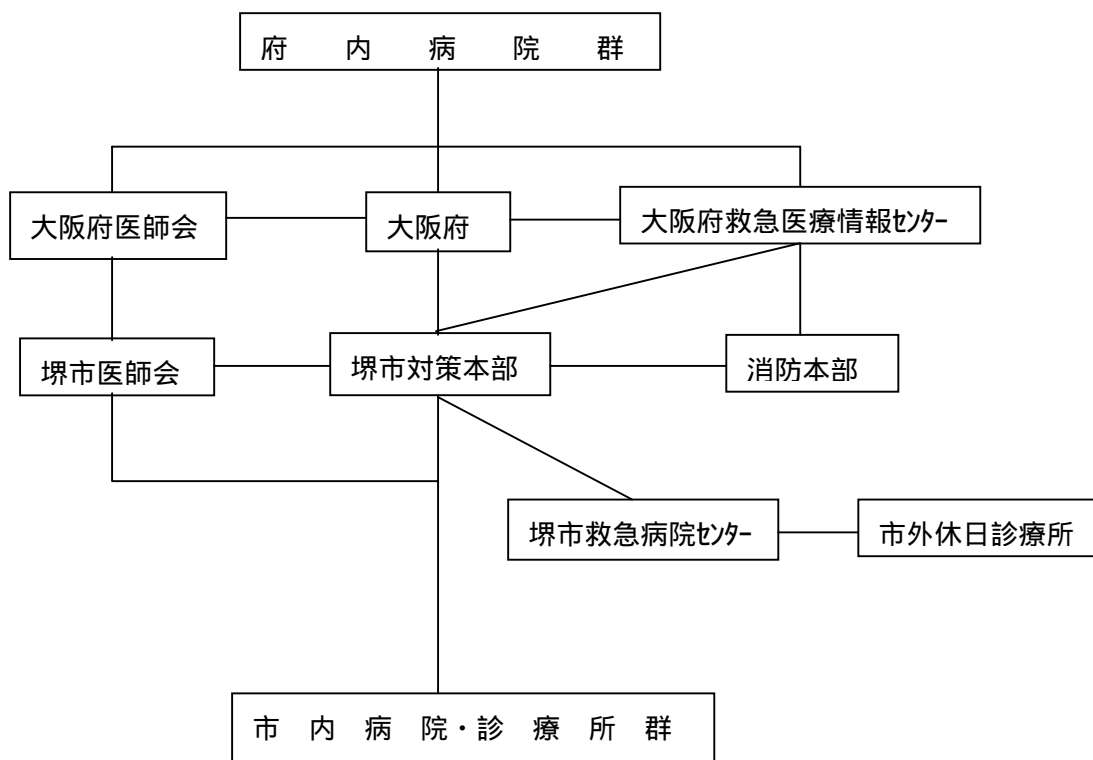 府　内　病　院　群
大阪府医師会
大阪府
大阪府救急医療情報ｾﾝﾀｰ
堺市医師会
堺市対策本部
消防本部
堺市救急病院ｾﾝﾀｰ
市外休日診療所
市　内　病　院・診　療　所　群